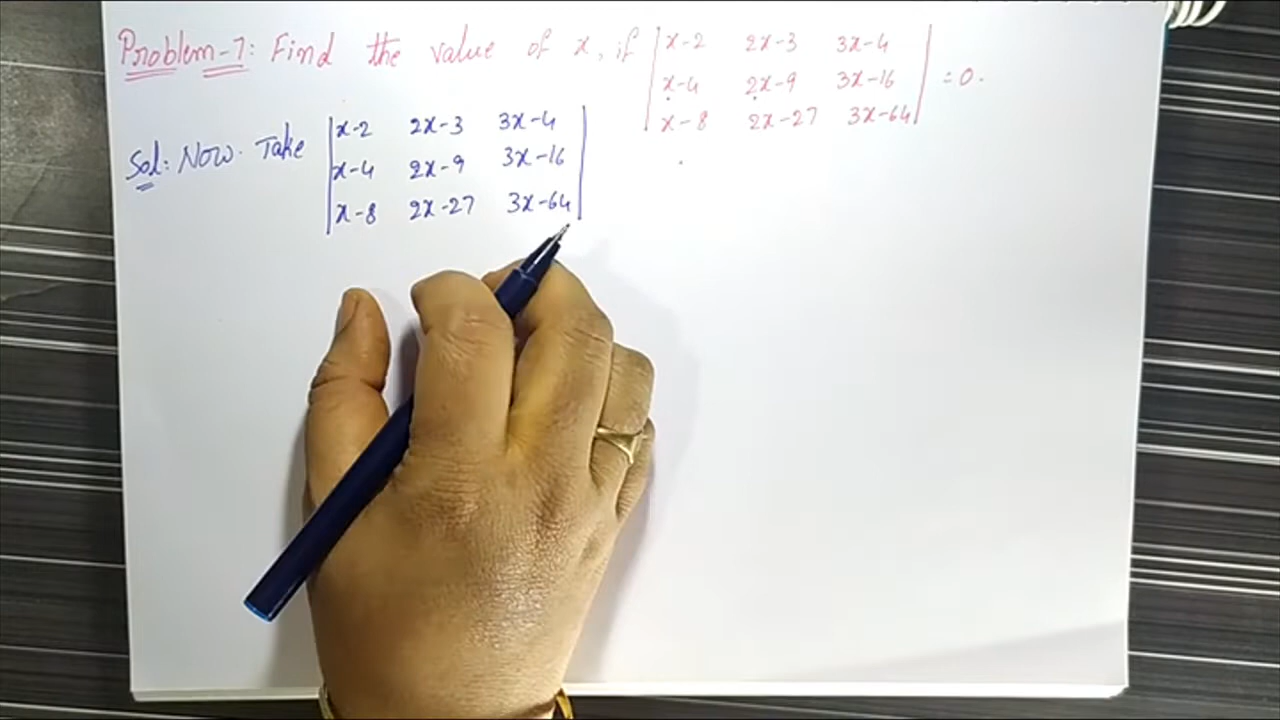 Problem-7: Find the value of x, if | x-2 2x-3 3x-4 |
| x-4 2x-9 3x-16 | =0.
| x-8 2x-27 3x-64 |
Sol: Now. Take | x-2 2x-3 3x-4 |
| x-4 2x-9 3x-16 |
| x-8 2x-27 3x-64 |